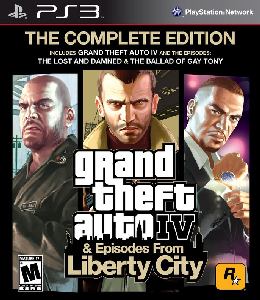 PS3 PlayStation Network
THE COMPLETE EDITION
INCLUDES GRAND THEFT AUTO IV AND THE EPISODES:
THE LOST AND DAMNED & THE BALLAD OF GAY TONY
grand
theft
auto IV
& Episodes From
Liberty City
M
R★